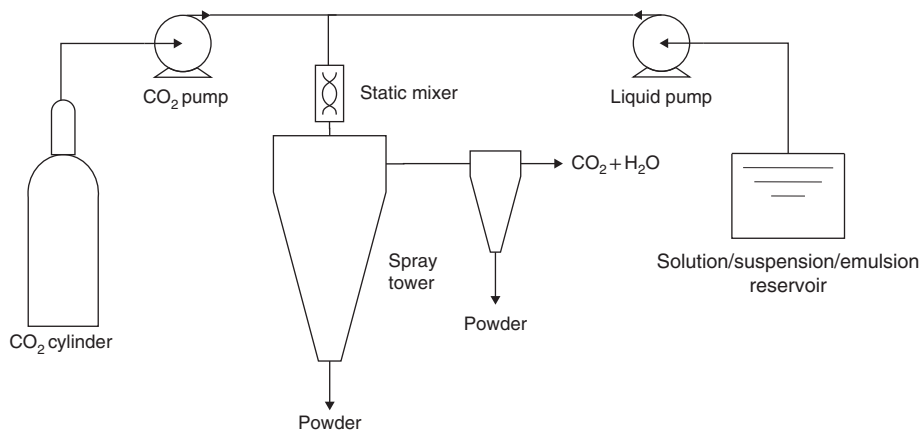 CO₂ pump
Static mixer
Liquid pump
CO₂+H₂O
Spray
tower
Solution/suspension/emulsion
reservoir
Powder
CO₂ cylinder
Powder